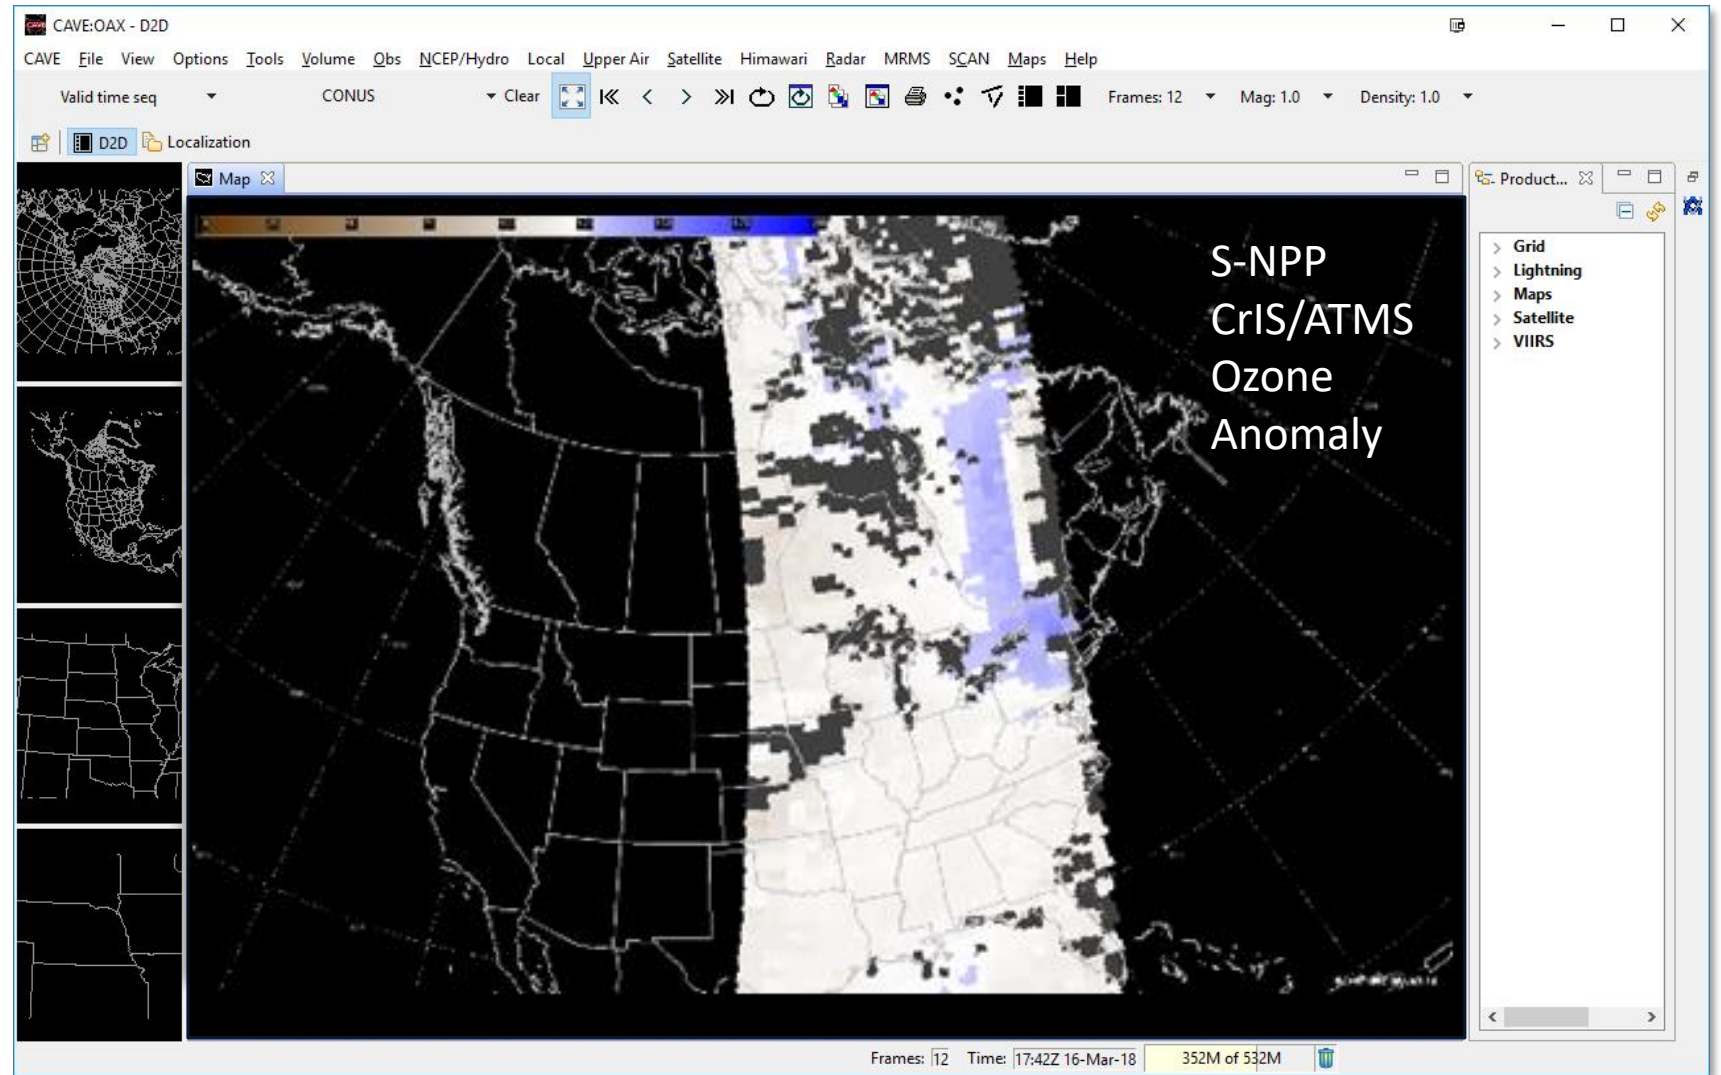 CAVE:OAX - D2D
CAVE File View Options Tools Volume Obs NCEP/Hydro Local Upper Air Satellite Himawari Radar MRMS SCAN Maps Help
Valid time seq CONUS Clear Frames: 12 Mag: 1.0 Density: 1.0
D2D Localization
Map
Product...
S-NPP
CrIS/ATMS
Ozone
Anomaly
Grid
Lightning
Maps
Satellite
VIIRS
Frames: 12 Time: 17:42Z 16-Mar-18 352M of 532M